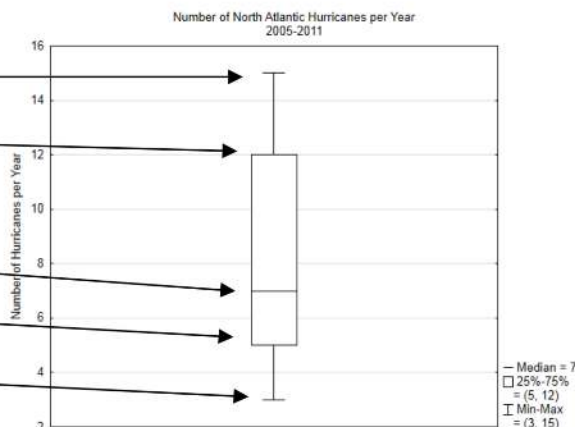 Number of North Atlantic Hurricanes per Year
2005-2011
Number of Hurricanes per Year
16
14
12
10
8
6
4
2
Median = 7
25%-75%
= (5, 12)
Min-Max
= (3, 15)